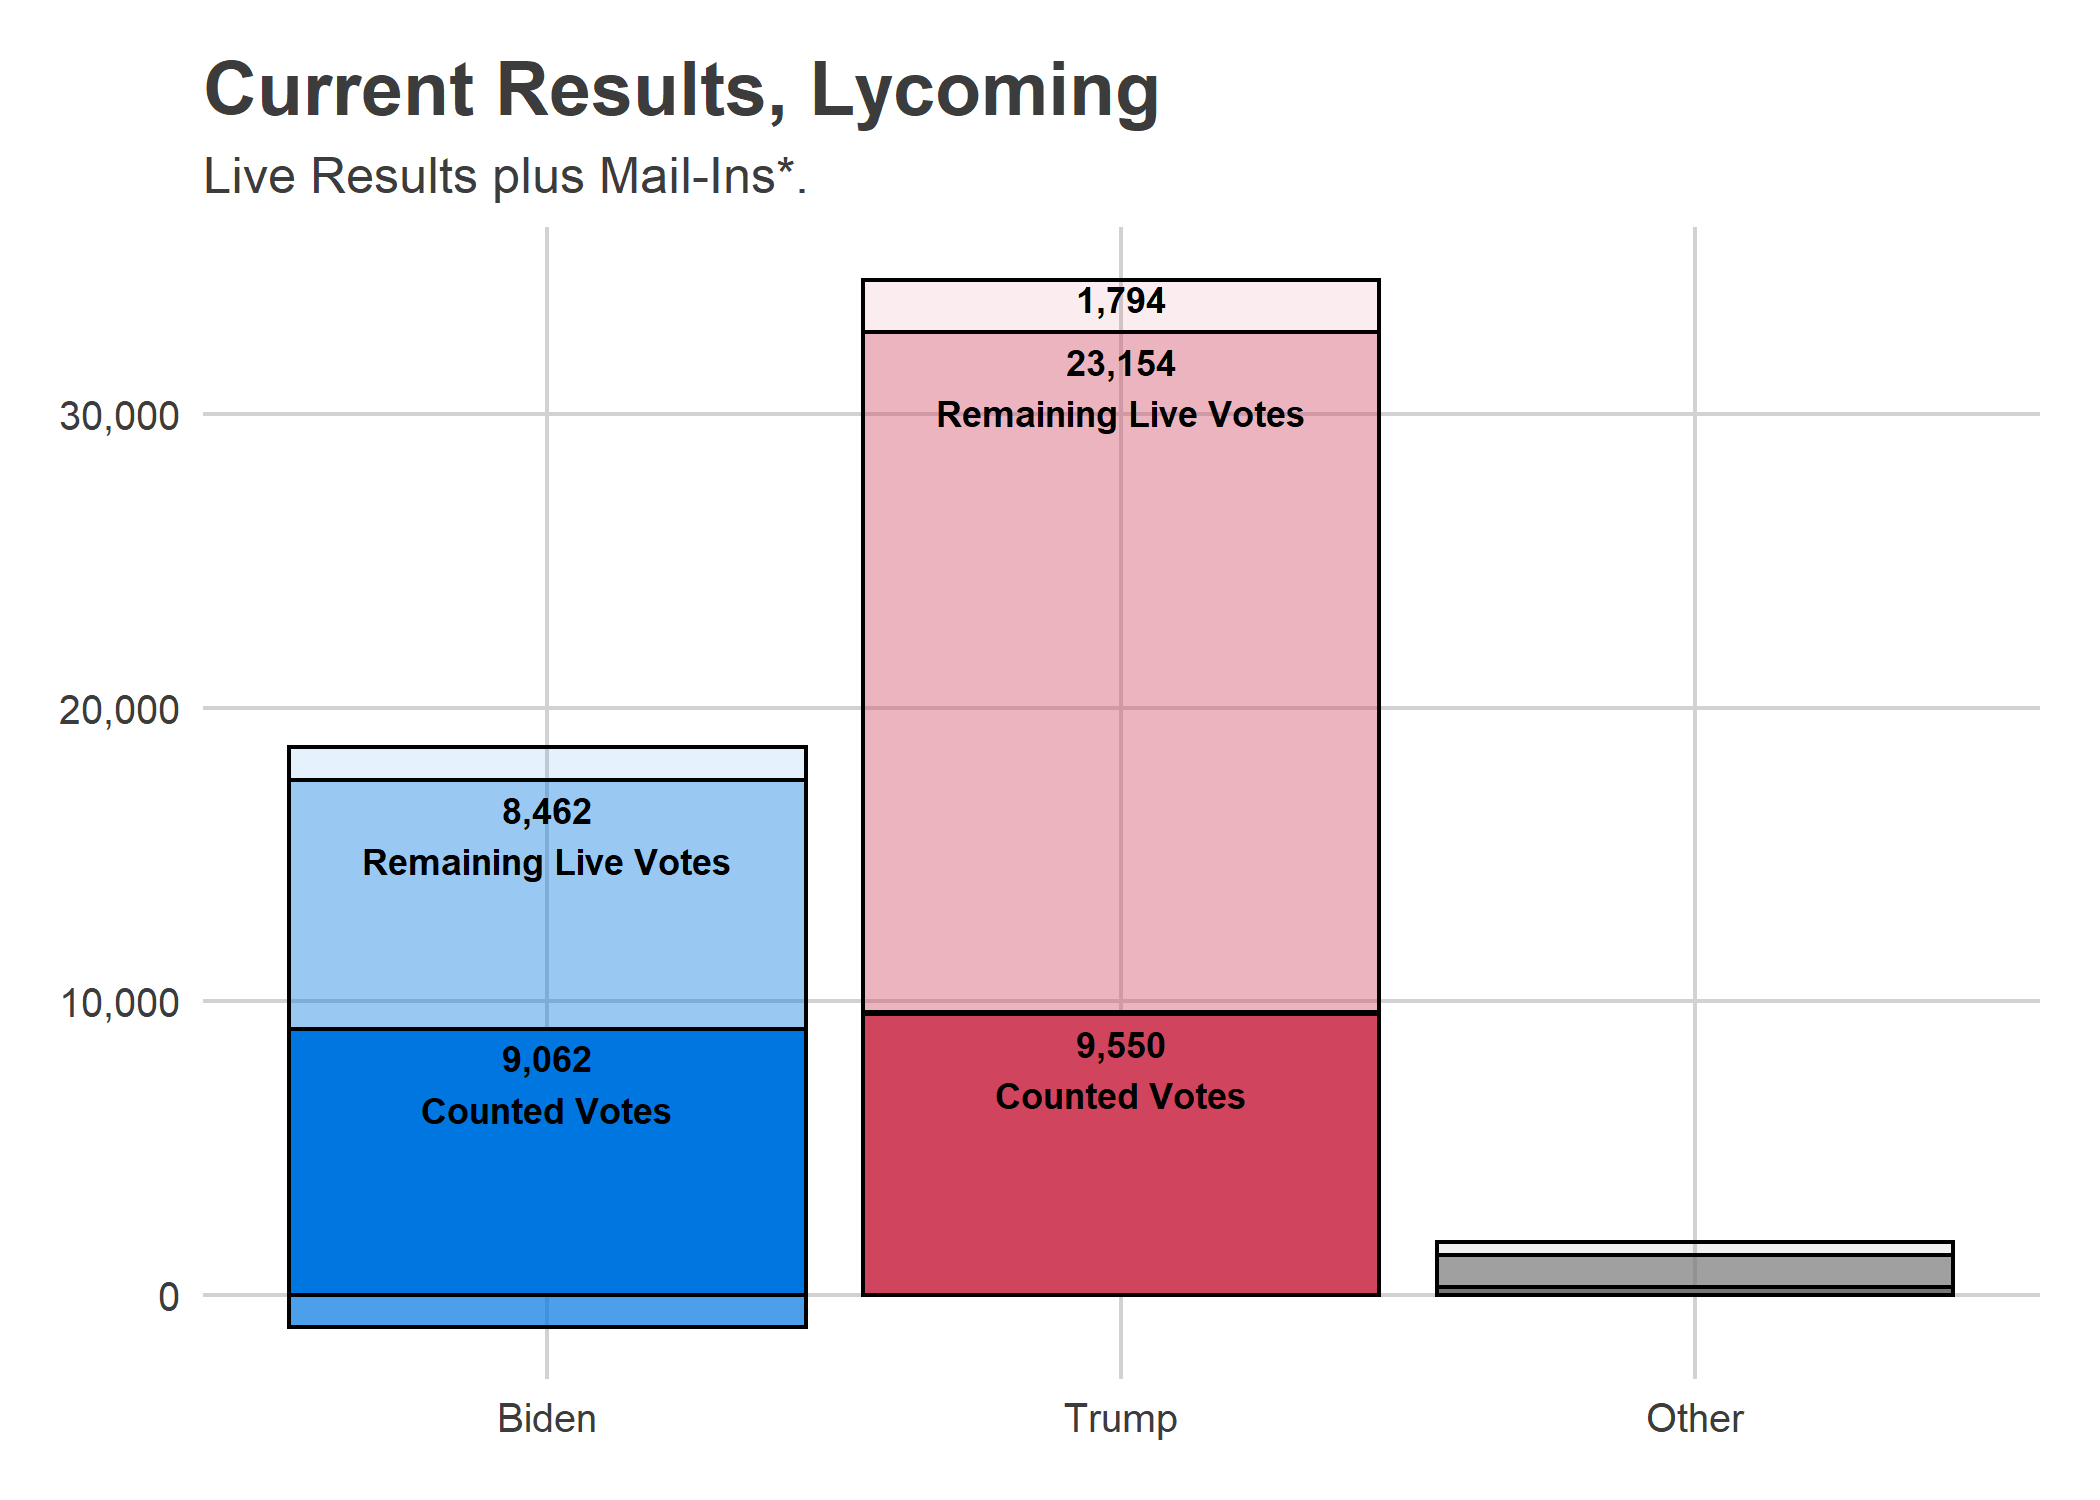 Current Results, Lycoming
Live Results plus Mail-Ins*.
1,794
23,154
Remaining Live Votes
30,000
20,000
8,462
Remaining Live Votes
10,000
9,062
Counted Votes
9,550
Counted Votes
0
Biden
Trump
Other